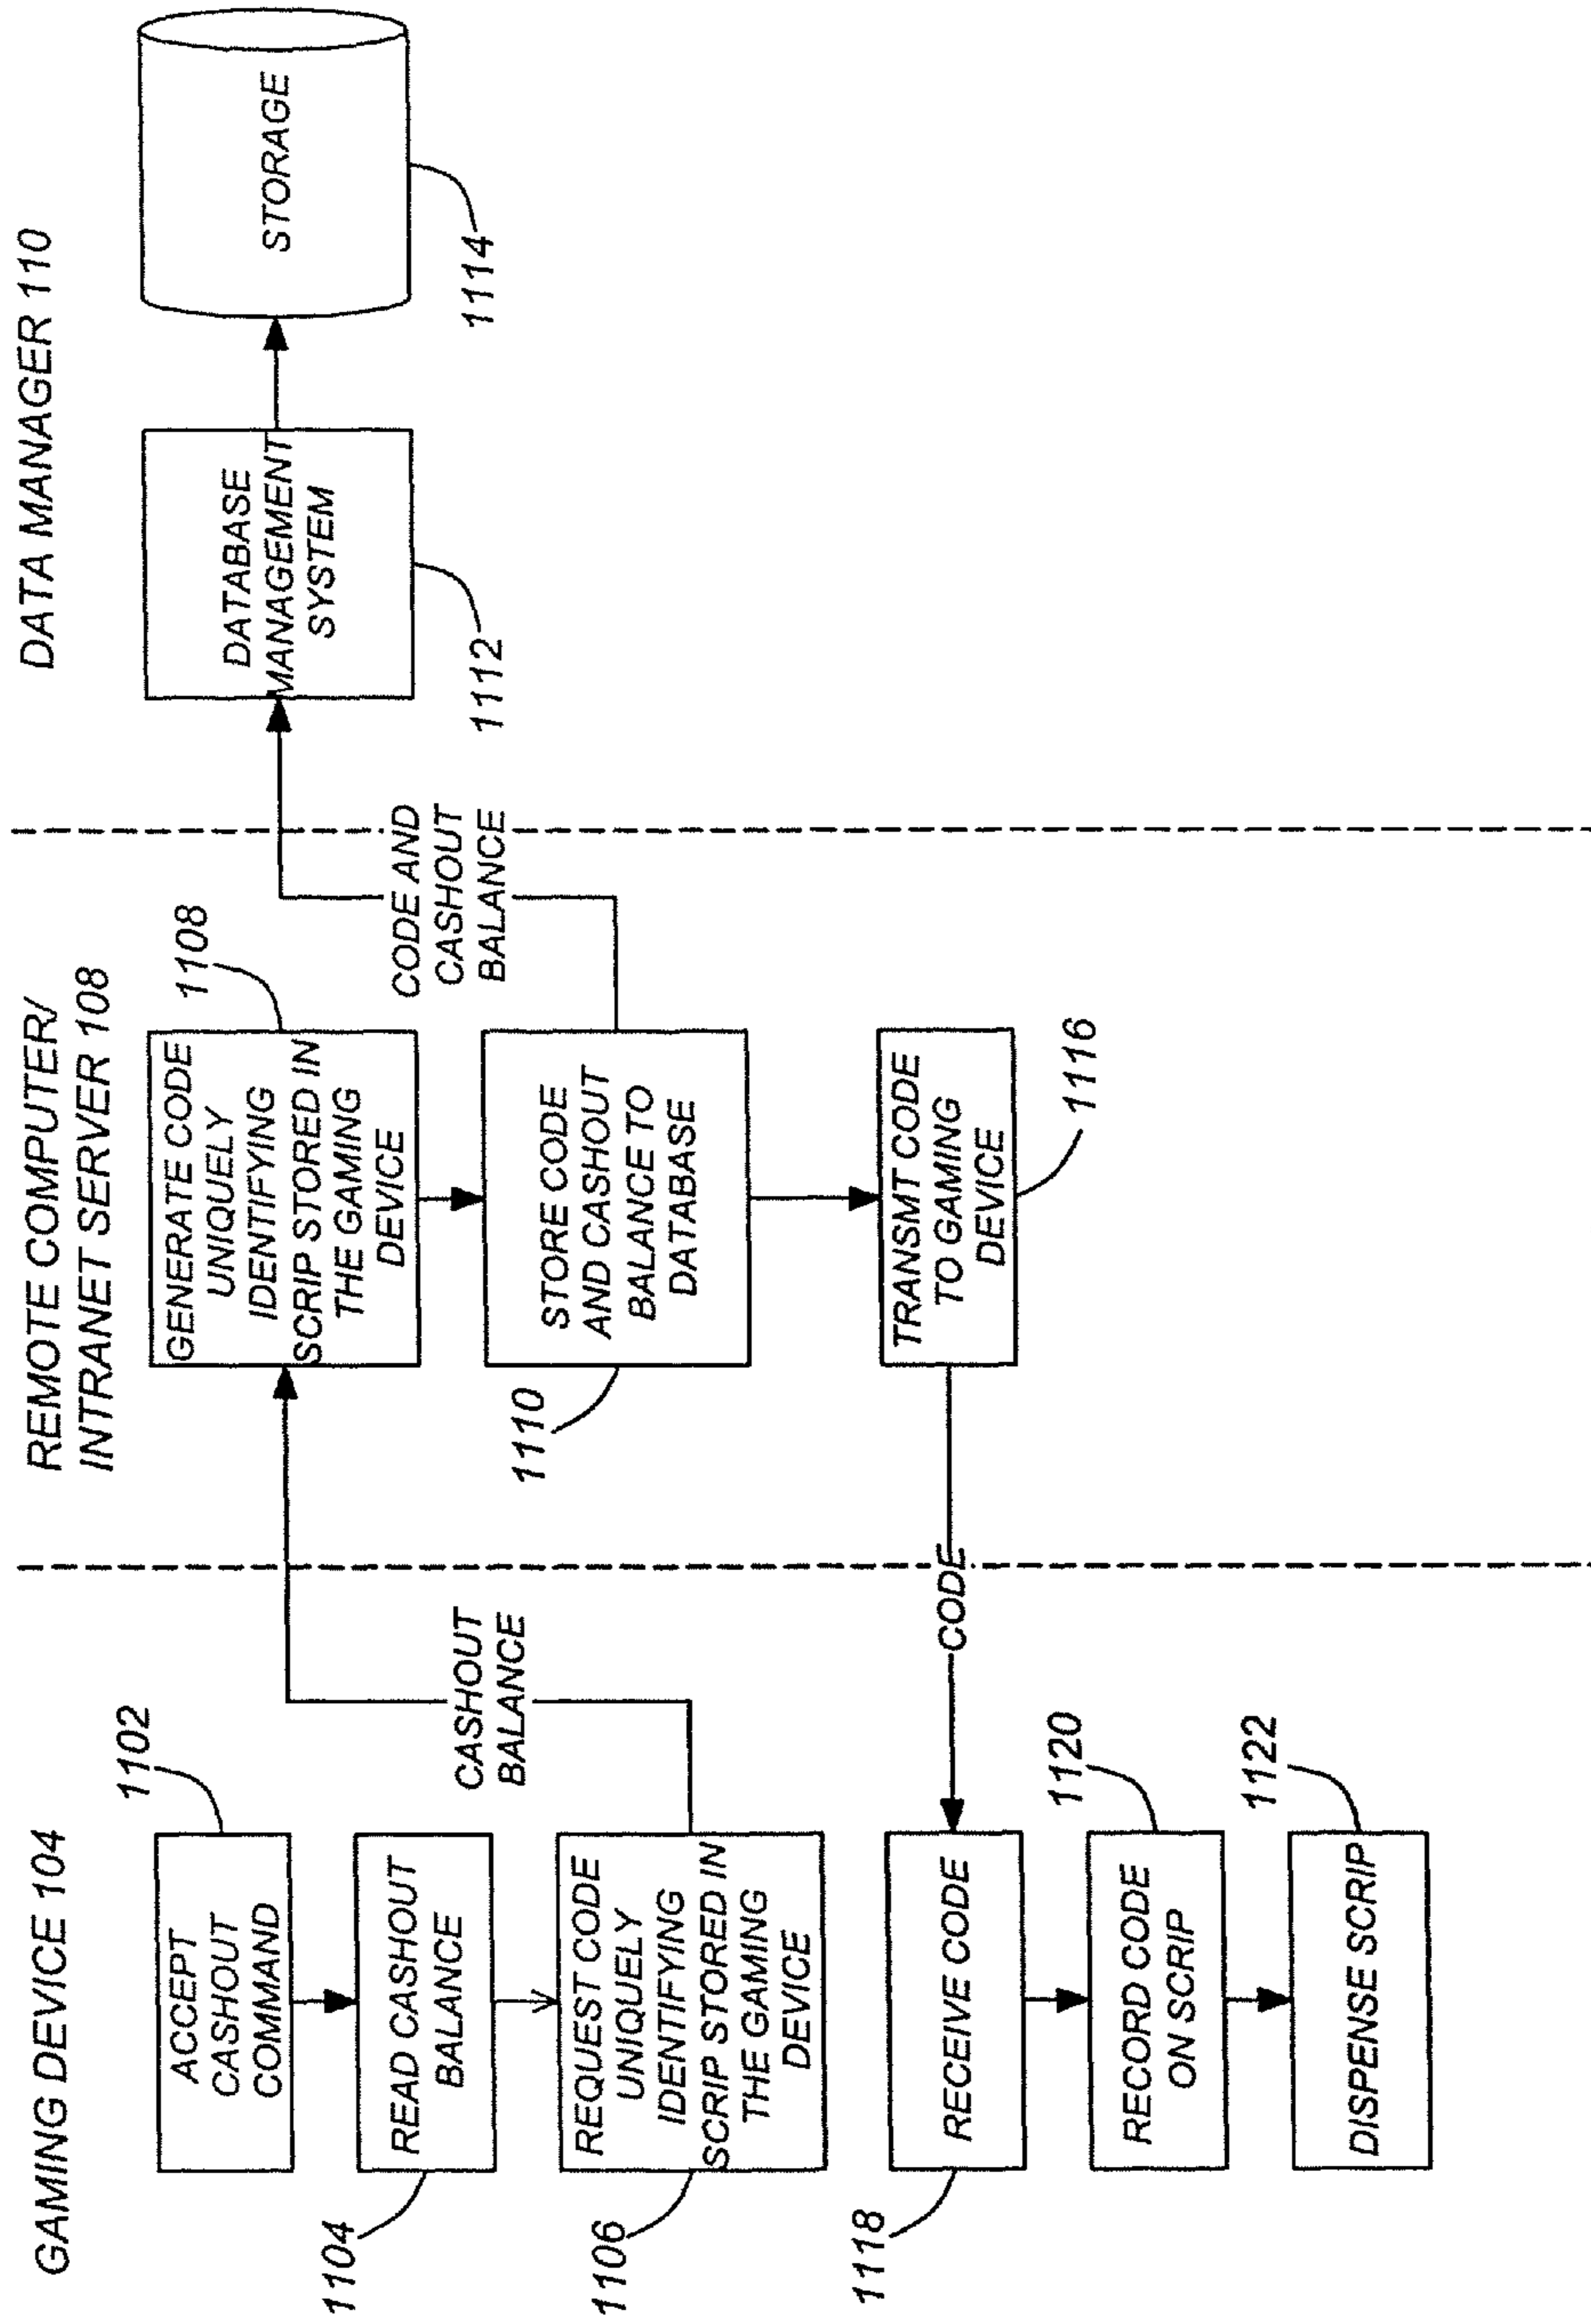 GAMING DEVICE 104
1102
ACCEPT
CASHOUT
COMMAND
READ CASHOUT
BALANCE
1104
REQUEST CODE
UNIQUELY
IDENTIFYING
SCRIP STORED IN
THE GAMING
DEVICE
1106
CASHOUT
BALANCE
RECEIVE CODE
1118
RECORD CODE
ON SCRIP
1120
DISPENSE SCRIP
1122
REMOTE COMPUTER/
INTRANET SERVER 108
1108
GENERATE CODE
UNIQUELY
IDENTIFYING
SCRIP STORED IN
THE GAMING
DEVICE
STORE CODE
AND CASHOUT
BALANCE TO
DATABASE
1110
CODE AND
CASHOUT
BALANCE
TRANSMT CODE
TO GAMING
DEVICE
1116
CODE
DATA MANAGER 110
DATABASE
MANAGEMENT
SYSTEM
1112
STORAGE
1114